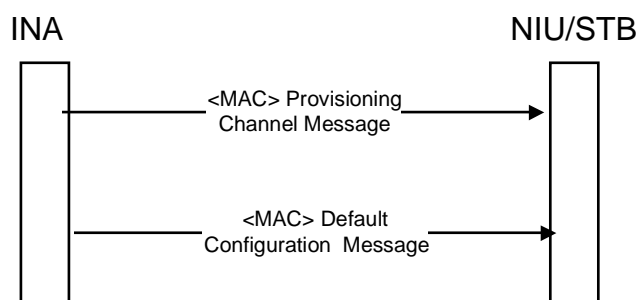 INA
NIU/STB
<MAC> Provisioning
Channel Message
<MAC> Default
Configuration Message